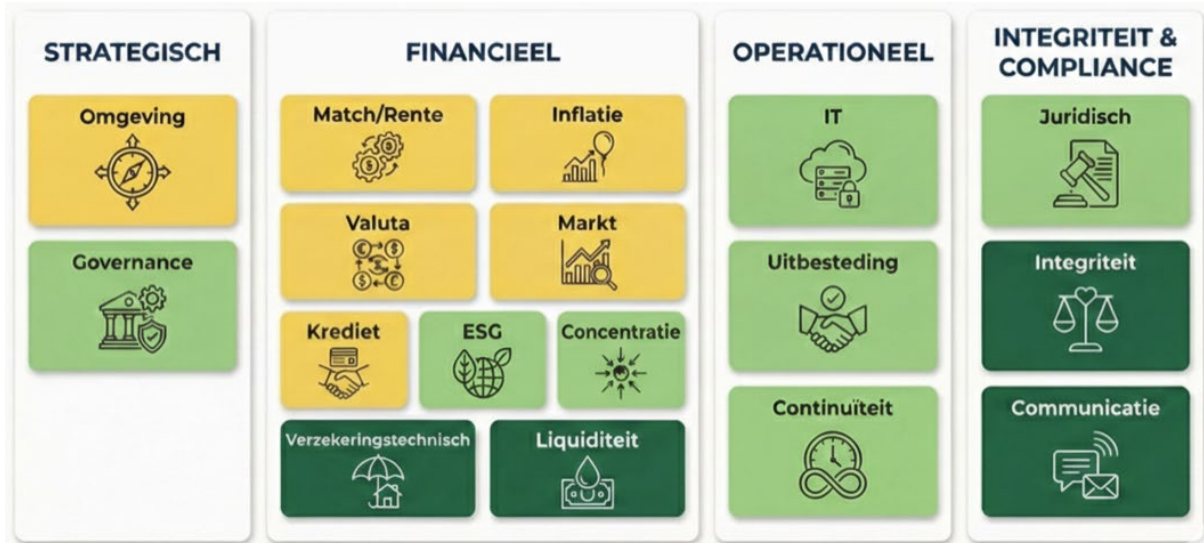 STRATEGISCH
Omgeving
Governance
FINANCIEEL
Match/Rente
Inflatie
Valuta
Markt
Krediet
ESG
Concentratie
Verzekeringstechnisch
Liquiditeit
OPERATIONEEL
IT
Uitbesteding
Continuïteit
INTEGRITEIT &
COMPLIANCE
Juridisch
Integriteit
Communicatie